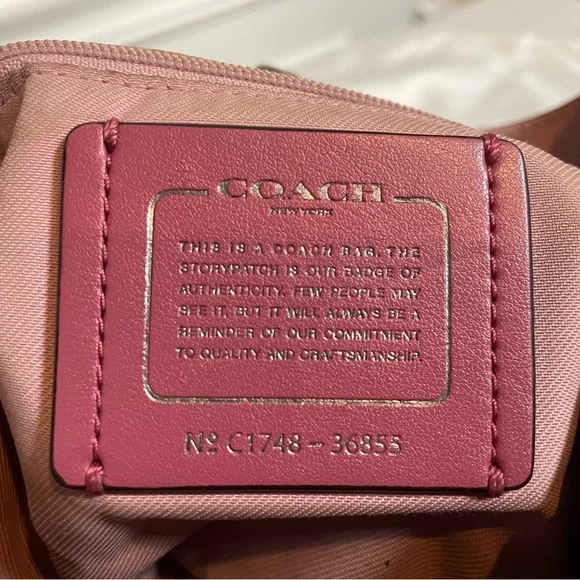 COACH
NEW YORK
THIS IS A COACH BAG. THE
STORYPATCH IS OUR BADGE OF
AUTHENTICITY. FEW PEOPLE MAY
SEE IT. BUT IT WILL ALWAYS BE A
REMINDER OF OUR COMMITMENT
TO QUALITY AND CRAFTSMANSHIP.
Nº C1748 - 36855